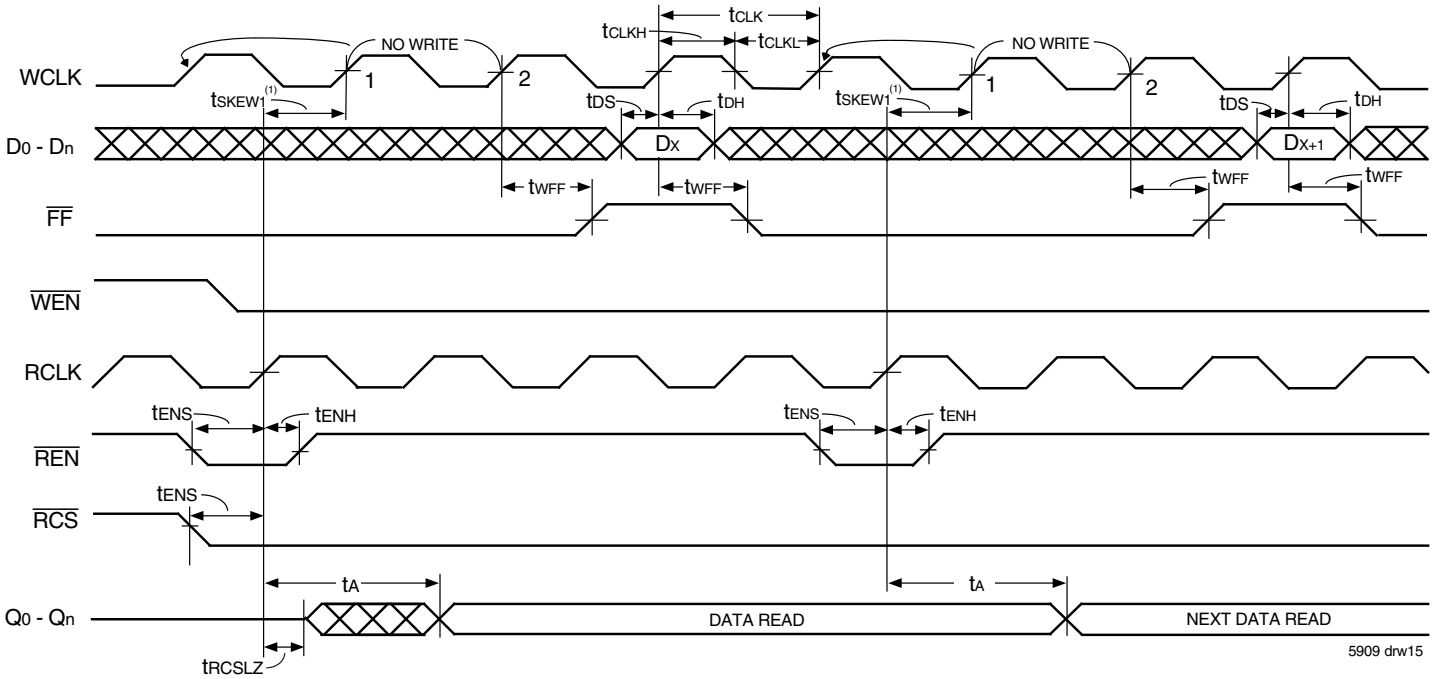 tCLK
tCLKH
tCLKL
NO WRITE
NO WRITE
WCLK
1
2
1
2
tSKEW1(1)
tDS
tDH
tSKEW1(1)
tDS
tDH
D0 - Dn
DX
DX+1
tWFF
tWFF
tWFF
tWFF
FF
WEN
RCLK
tENS
tENH
tENS
tENH
REN
tENS
RCS
tA
tA
Q0 - Qn
DATA READ
NEXT DATA READ
tRCSLZ
5909 drw15